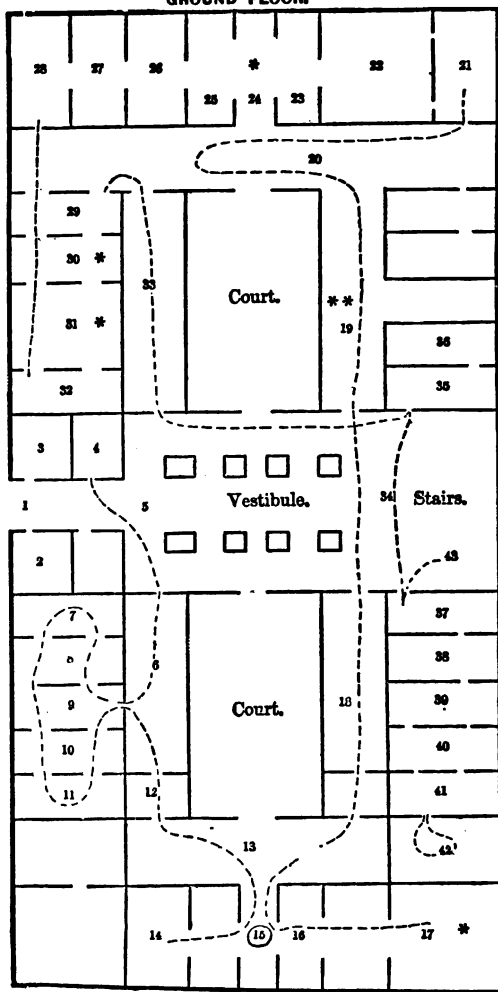 GROUND FLOOR.
28 27 26 * 22 21
25 24 23
20
29
30 *
33 Court. * *
31 * 19
36
32 35
3 4
1 5 Vestibule. 34 Stairs.
2 43
7 37
8 6 38
9 Court. 18 39
10 40
11 12 41
13 42
14 15 16 17 *